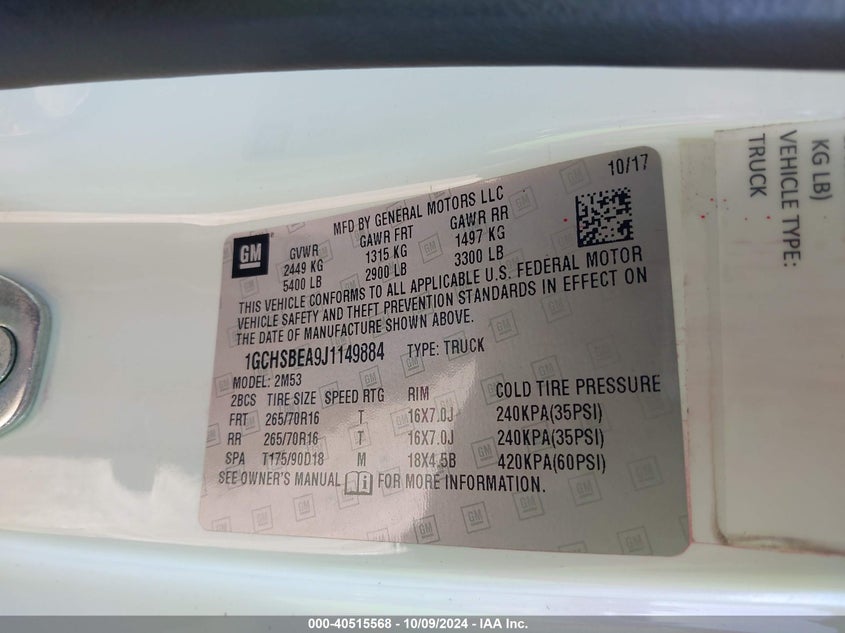 10/17
MFD BY GENERAL MOTORS LLC
GM
GVWR GAWR FRT GAWR RR
2449 KG 1315 KG 1497 KG
5400 LB 2900 LB 3300 LB
THIS VEHICLE CONFORMS TO ALL APPLICABLE U.S. FEDERAL MOTOR
VEHICLE SAFETY AND THEFT PREVENTION STANDARDS IN EFFECT ON
THE DATE OF MANUFACTURE SHOWN ABOVE.
1GCHSBEA9J1149884 TYPE: TRUCK
MODEL: 2M53
2BCS TIRE SIZE SPEED RTG RIM COLD TIRE PRESSURE
FRT 265/70R16 T 16X7.0J 240KPA(35PSI)
RR 265/70R16 T 16X7.0J 240KPA(35PSI)
SPA T175/90D18 M 18X4.5B 420KPA(60PSI)
SEE OWNER'S MANUAL FOR MORE INFORMATION.
KG LB)
VEHICLE TYPE:
TRUCK
000-40515568 - 10/09/2024 - IAA Inc.